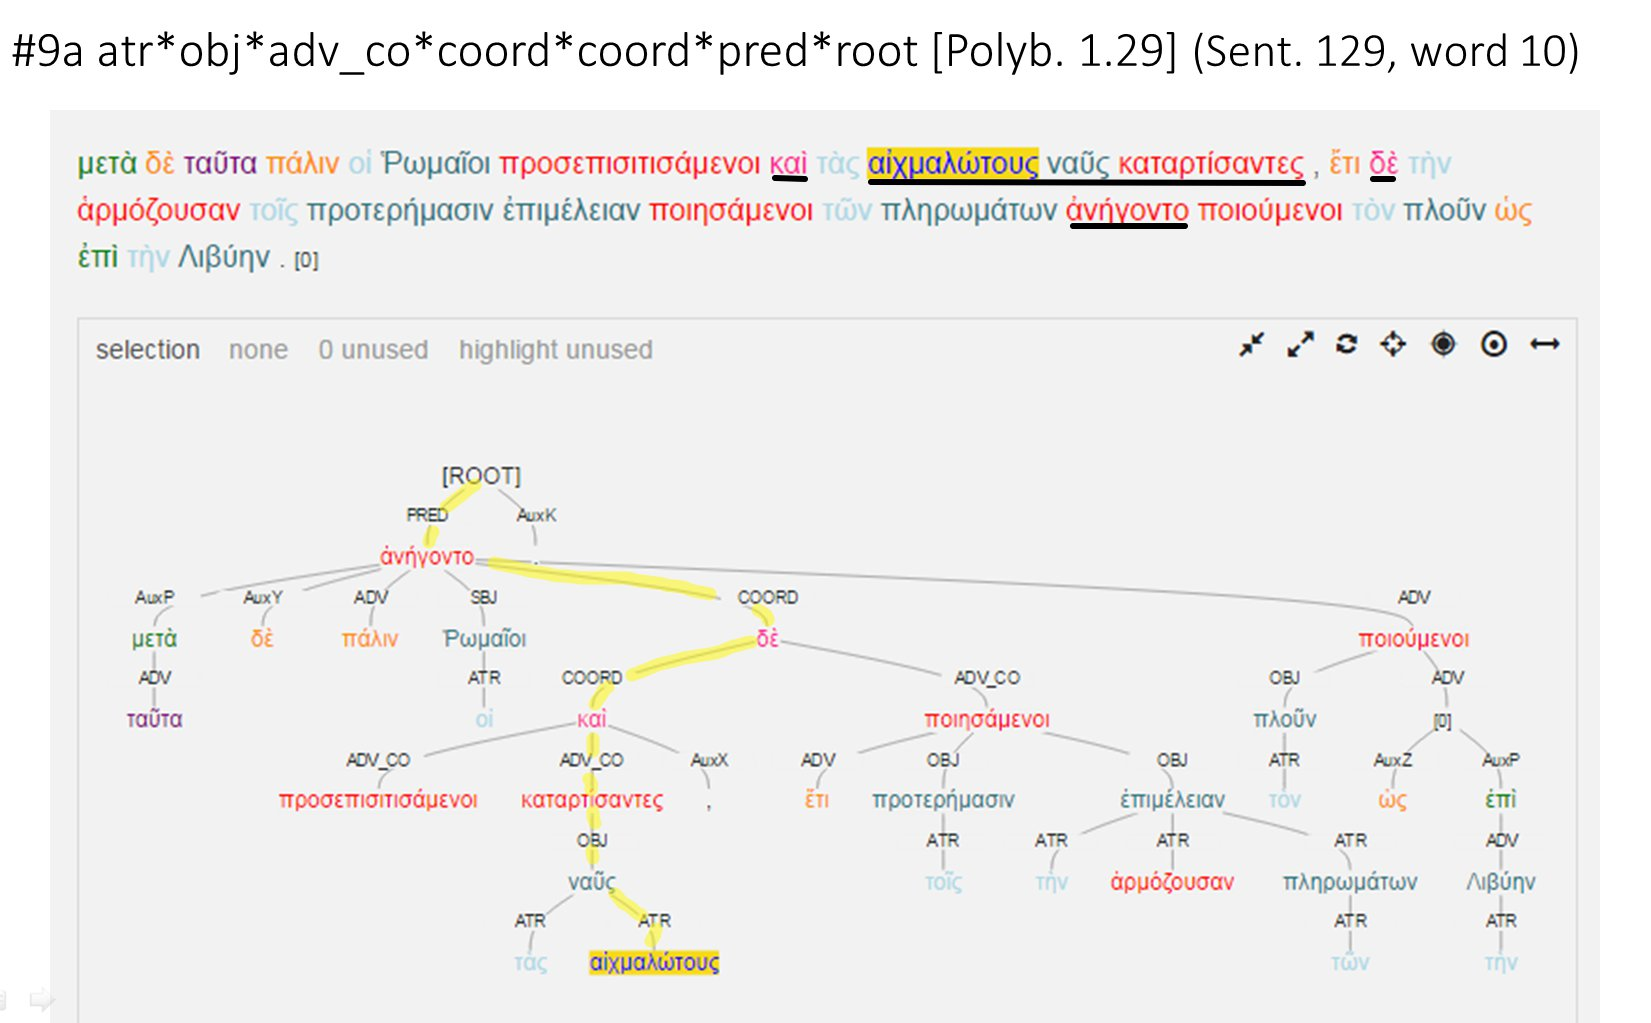 #9a atr*obj*adv_co*coord*coord*pred*root [Polyb. 1.29] (Sent. 129, word 10)
μετὰ δὲ ταῦτα πάλιν οἱ Ῥωμαῖοι προσεπισιτισάμενοι καὶ τὰς αἰχμαλώτους ναῦς καταρτίσαντες , ἔτι δὲ τὴν
ἁρμόζουσαν τοῖς προτερήμασιν ἐπιμέλειαν ποιησάμενοι τῶν πληρωμάτων ἀνήγοντο ποιούμενοι τὸν πλοῦν ὡς
ἐπὶ τὴν Λιβύην . [0]
selection none 0 unused highlight unused
[ROOT]
PRED AuxK
ἀνήγοντο .
AuxP AuxY ADV SBJ COORD ADV
μετὰ δὲ πάλιν Ῥωμαῖοι δὲ ποιούμενοι
ADV ATR COORD ADV_CO OBJ ADV
ταῦτα οἱ καὶ ποιησάμενοι πλοῦν [0]
ADV_CO ADV_CO AuxX ADV OBJ OBJ ATR AuxZ AuxP
προσεπισιτισάμενοι καταρτίσαντες , ἔτι προτερήμασιν ἐπιμέλειαν τὸν ὡς ἐπὶ
OBJ ATR ATR ATR ATR ADV
ναῦς τοῖς τὴν ἁρμόζουσαν πληρωμάτων Λιβύην
ATR ATR ATR ATR
τὰς αἰχμαλώτους τῶν τὴν